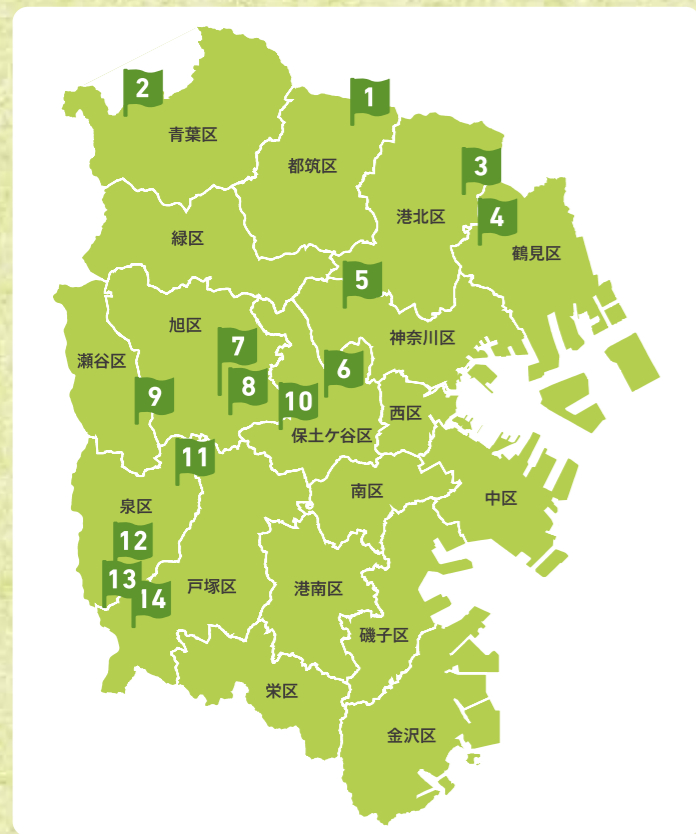 2
1
青葉区
都筑区
3
港北区
4
緑区
鶴見区
5
旭区
神奈川区
7
瀬谷区
6
8
9
10
西区
保土ケ谷区
11
南区
中区
泉区
12
13
戸塚区
港南区
14
磯子区
栄区
金沢区